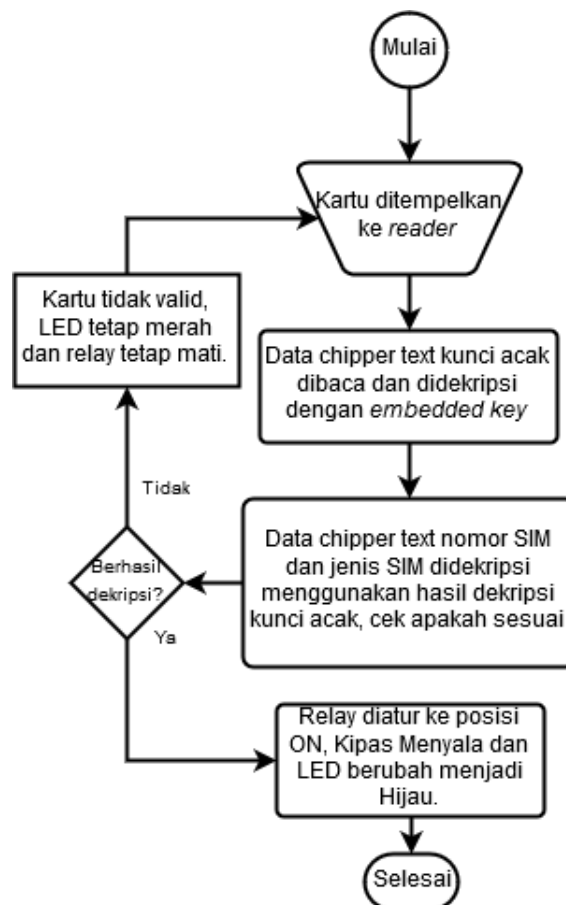 Mulai
Kartu ditempelkan
ke reader
Data chipper text kunci acak
dibaca dan didekripsi
dengan embedded key
Data chipper text nomor SIM
dan jenis SIM didekripsi
menggunakan hasil dekripsi
kunci acak, cek apakah sesuai
Berhasil
dekripsi?
Tidak
Kartu tidak valid,
LED tetap merah
dan relay tetap mati.
Ya
Relay diatur ke posisi
ON, Kipas Menyala dan
LED berubah menjadi
Hijau.
Selesai